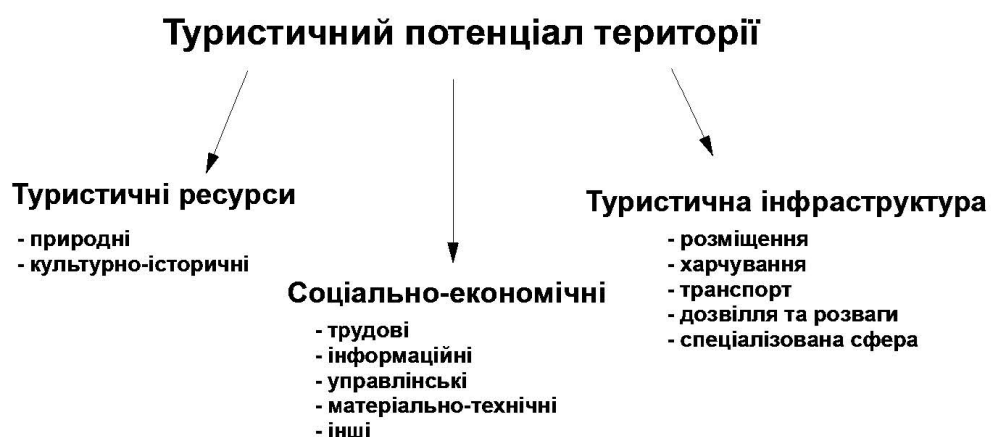 Туристичний потенціал території
Туристичні ресурси
- природні
- культурно-історичні
Соціально-економічні
- трудові
- інформаційні
- управлінські
- матеріально-технічні
- інші
Туристична інфраструктура
- розміщення
- харчування
- транспорт
- дозвілля та розваги
- спеціалізована сфера